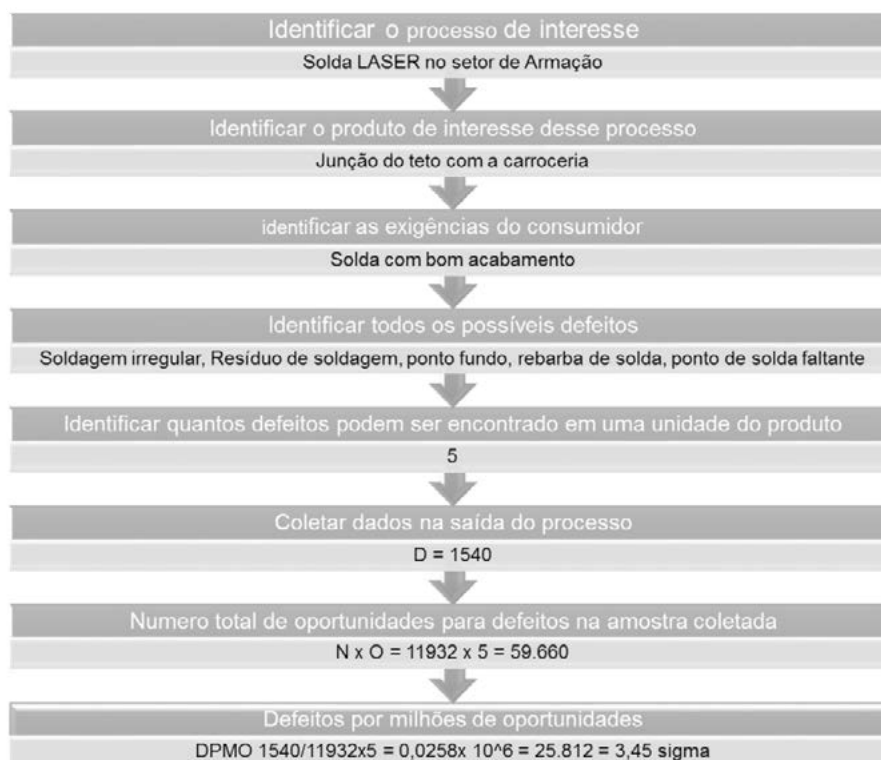 Identificar o processo de interesse
Solda LASER no setor de Armação
Identificar o produto de interesse desse processo
Junção do teto com a carroceria
identificar as exigências do consumidor
Solda com bom acabamento
Identificar todos os possíveis defeitos
Soldagem irregular, Resíduo de soldagem, ponto fundo, rebarba de solda, ponto de solda faltante
Identificar quantos defeitos podem ser encontrado em uma unidade do produto
5
Coletar dados na saída do processo
D = 1540
Numero total de oportunidades para defeitos na amostra coletada
N x O = 11932 x 5 = 59.660
Defeitos por milhões de oportunidades
DPMO 1540/11932x5 = 0,0258x 10^6 = 25.812 = 3,45 sigma